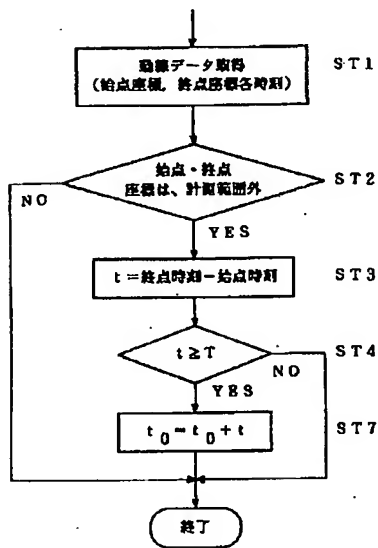 動線データ取得 ST1
(始点座標、終点座標各時刻)
始点・終点 ST2
座標は、計測範囲外
NO
YES
t=終点時刻-始点時刻 ST3
t≥T ST4
NO
YES
t0=t0+t ST7
終了